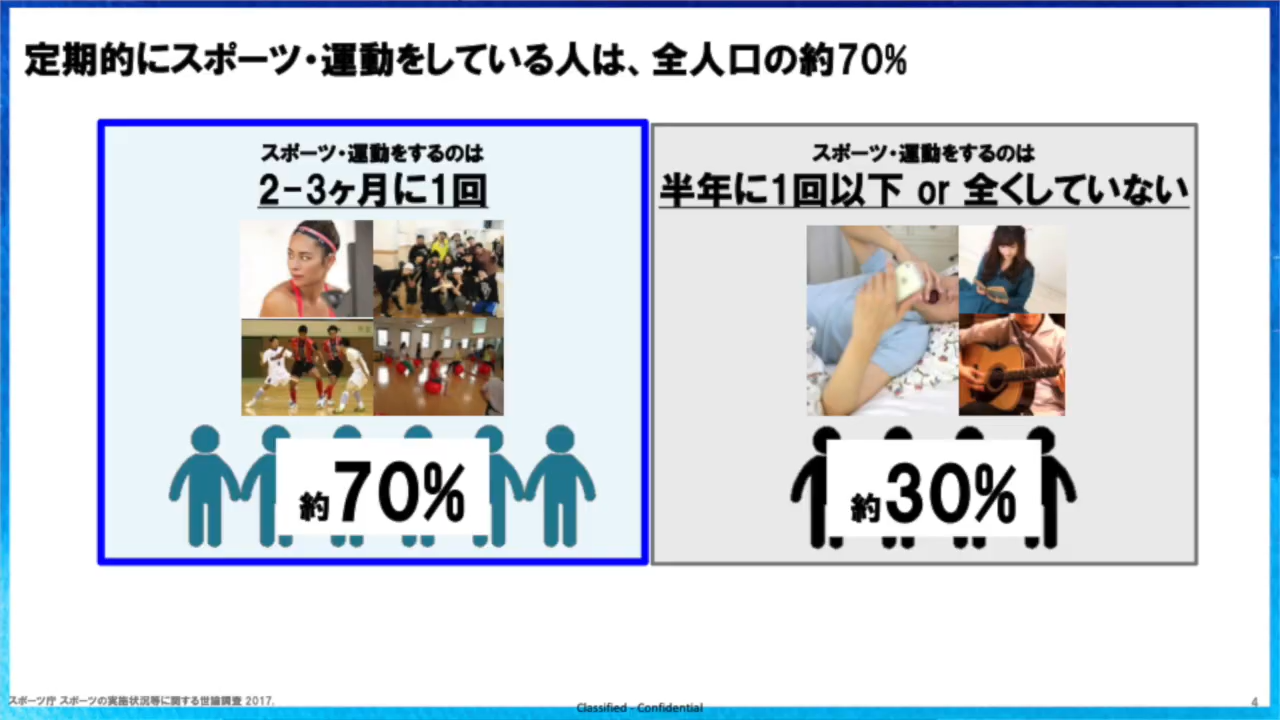 定期的にスポーツ・運動をしている人は、全人口の約70%
スポーツ・運動をするのは
2-3ヶ月に1回
約70%
スポーツ・運動をするのは
半年に1回以下 or 全くしていない
約30%
スポーツ庁 スポーツの実施状況等に関する世論調査 2017.
Classified - Confidential
4